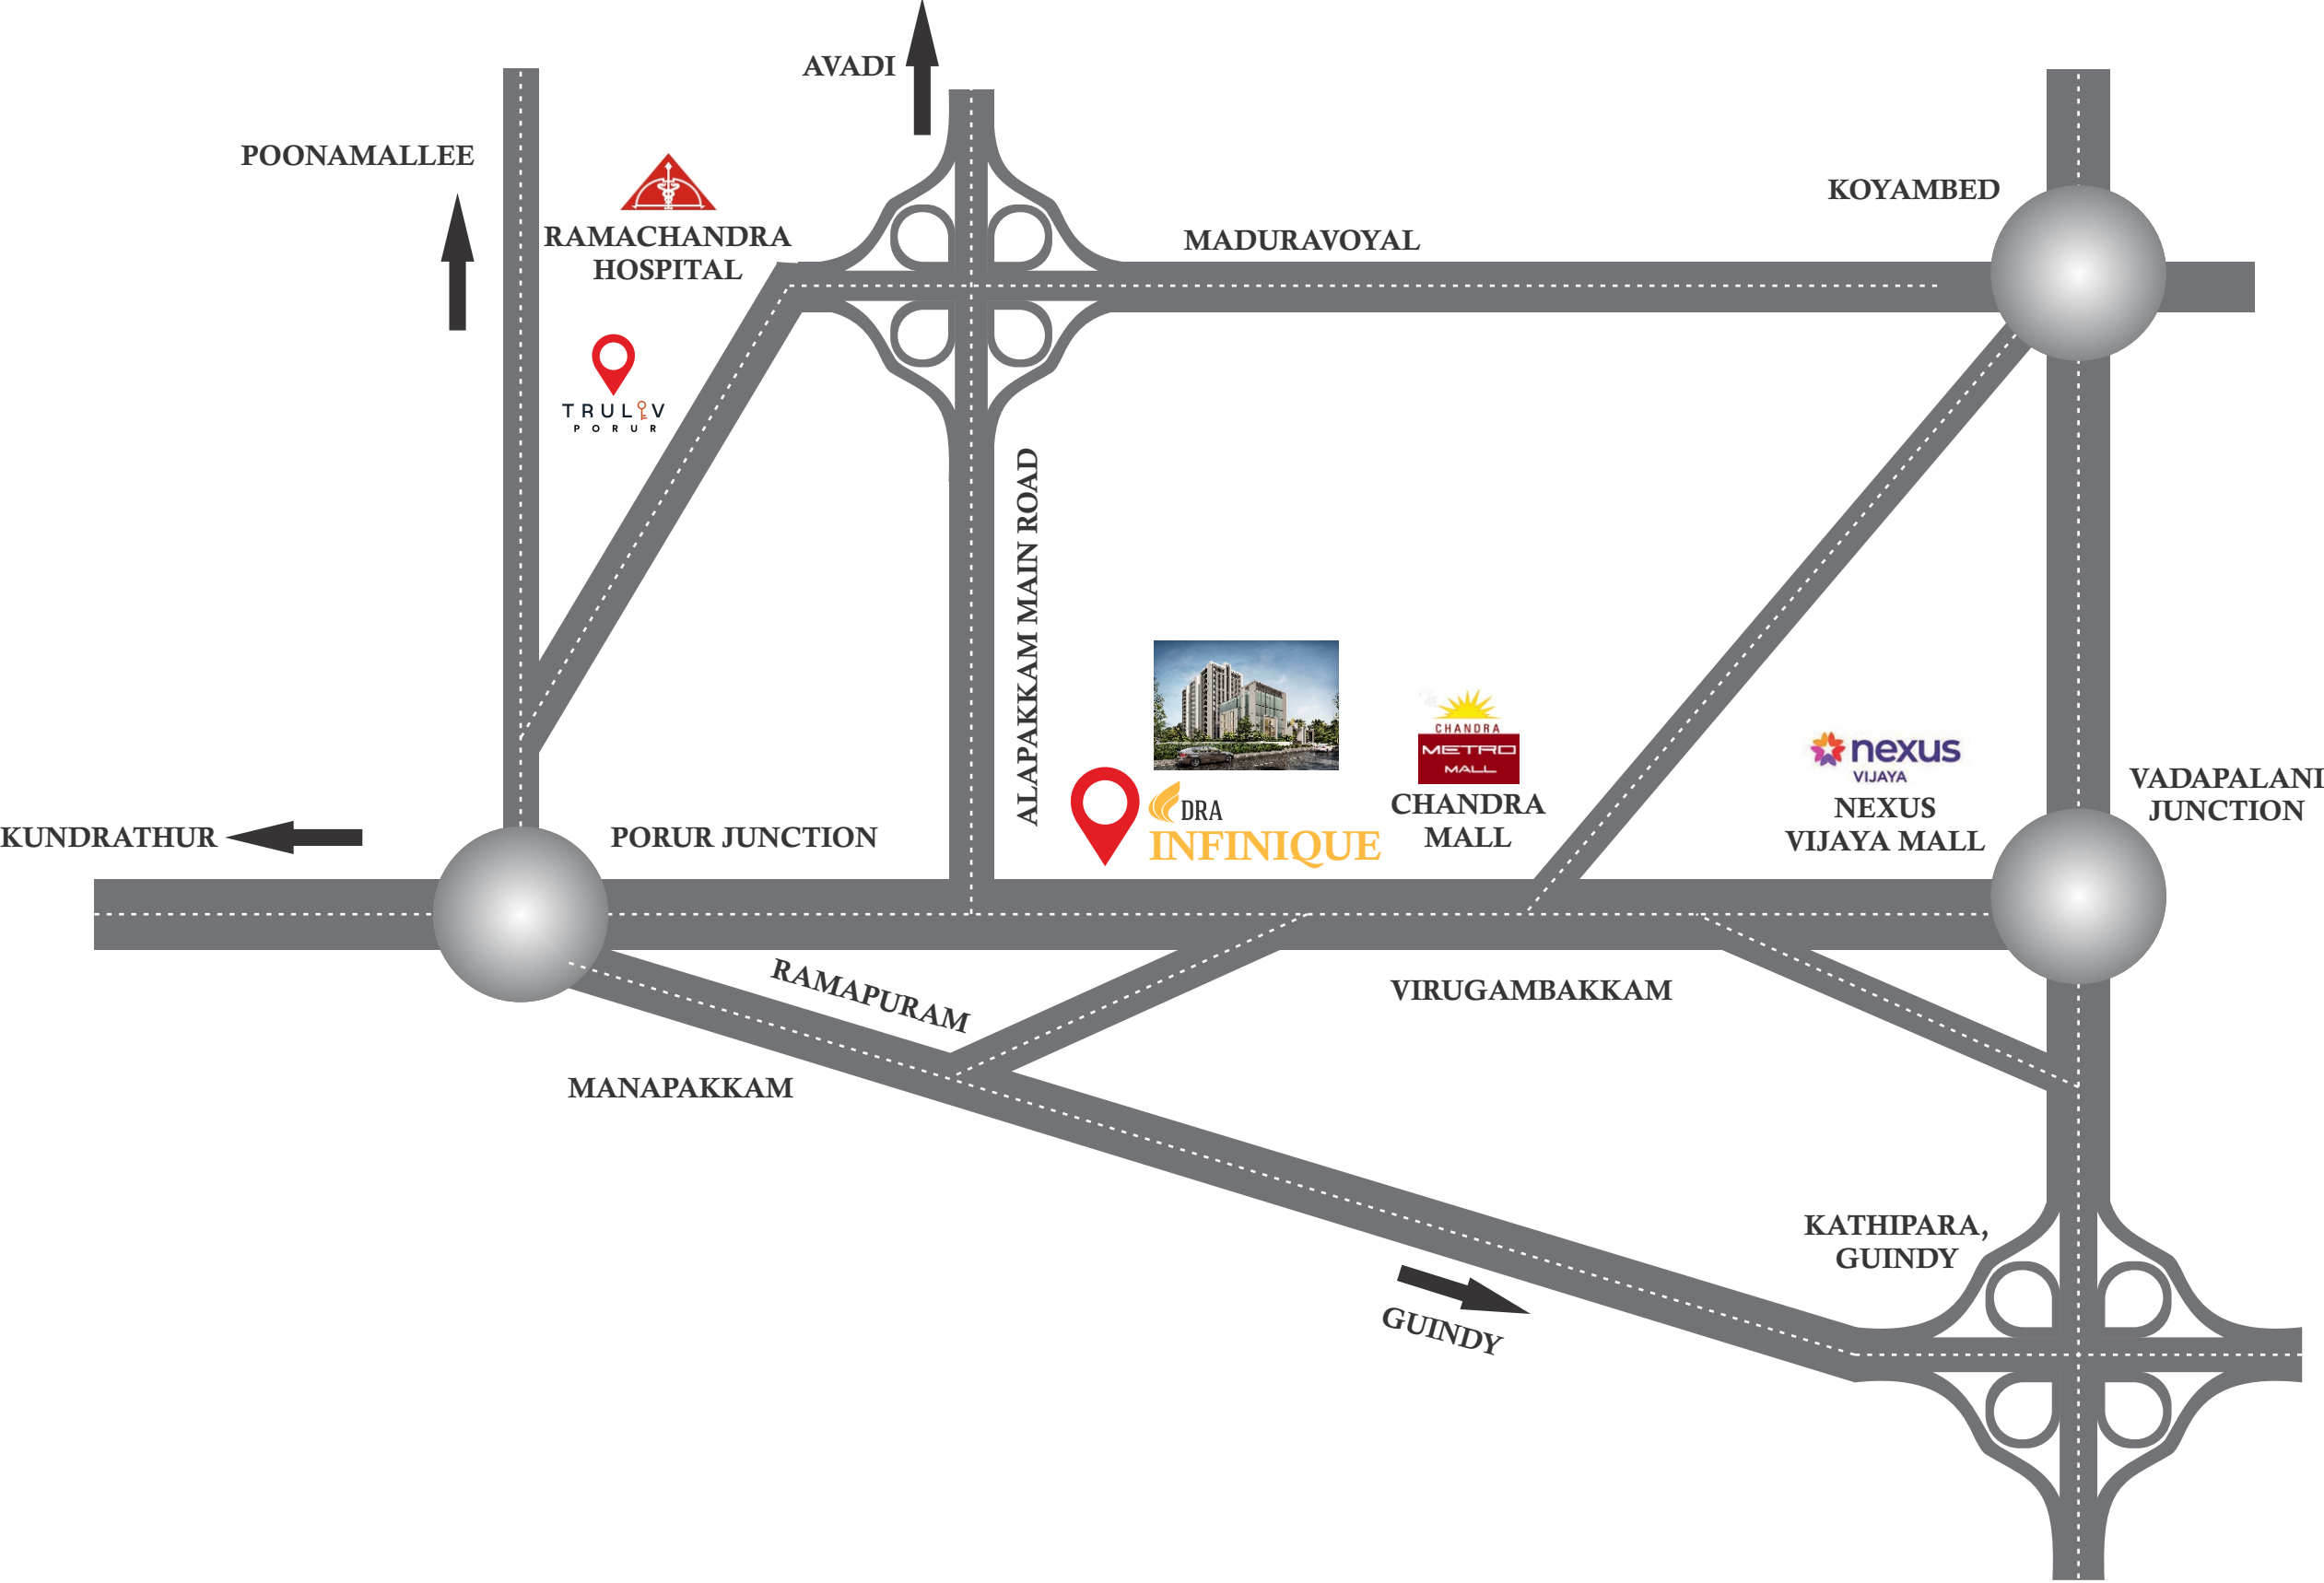 AVADI
POONAMALLEE
RAMACHANDRA
HOSPITAL
MADURAVOYAL
KOYAMBED
TRULIV
PORUR
ALAPAKKAM MAIN ROAD
CHANDRA
METRO
MALL
CHANDRA
MALL
nexus
VIJAYA
NEXUS
VIJAYA MALL
VADAPALANI
JUNCTION
DRA
INFINIQUE
KUNDRATHUR
PORUR JUNCTION
RAMAPURAM
VIRUGAMBAKKAM
MANAPAKKAM
KATHIPARA,
GUINDY
GUINDY